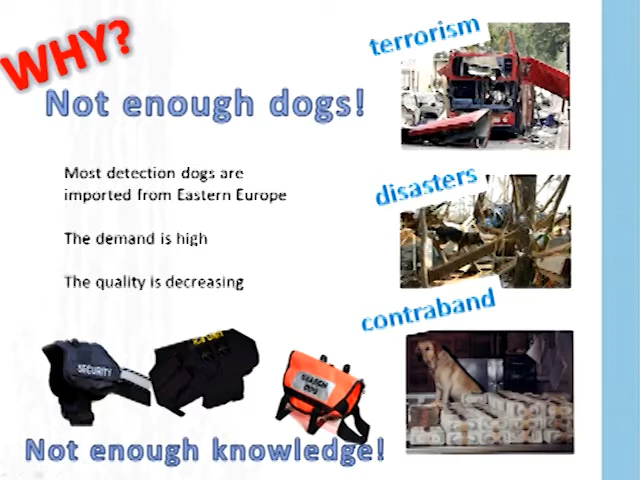 WHY?
Not enough dogs!
Most detection dogs are
imported from Eastern Europe
The demand is high
The quality is decreasing
terrorism
disasters
contraband
SECURITY
SEARCH
DOG
Not enough knowledge!